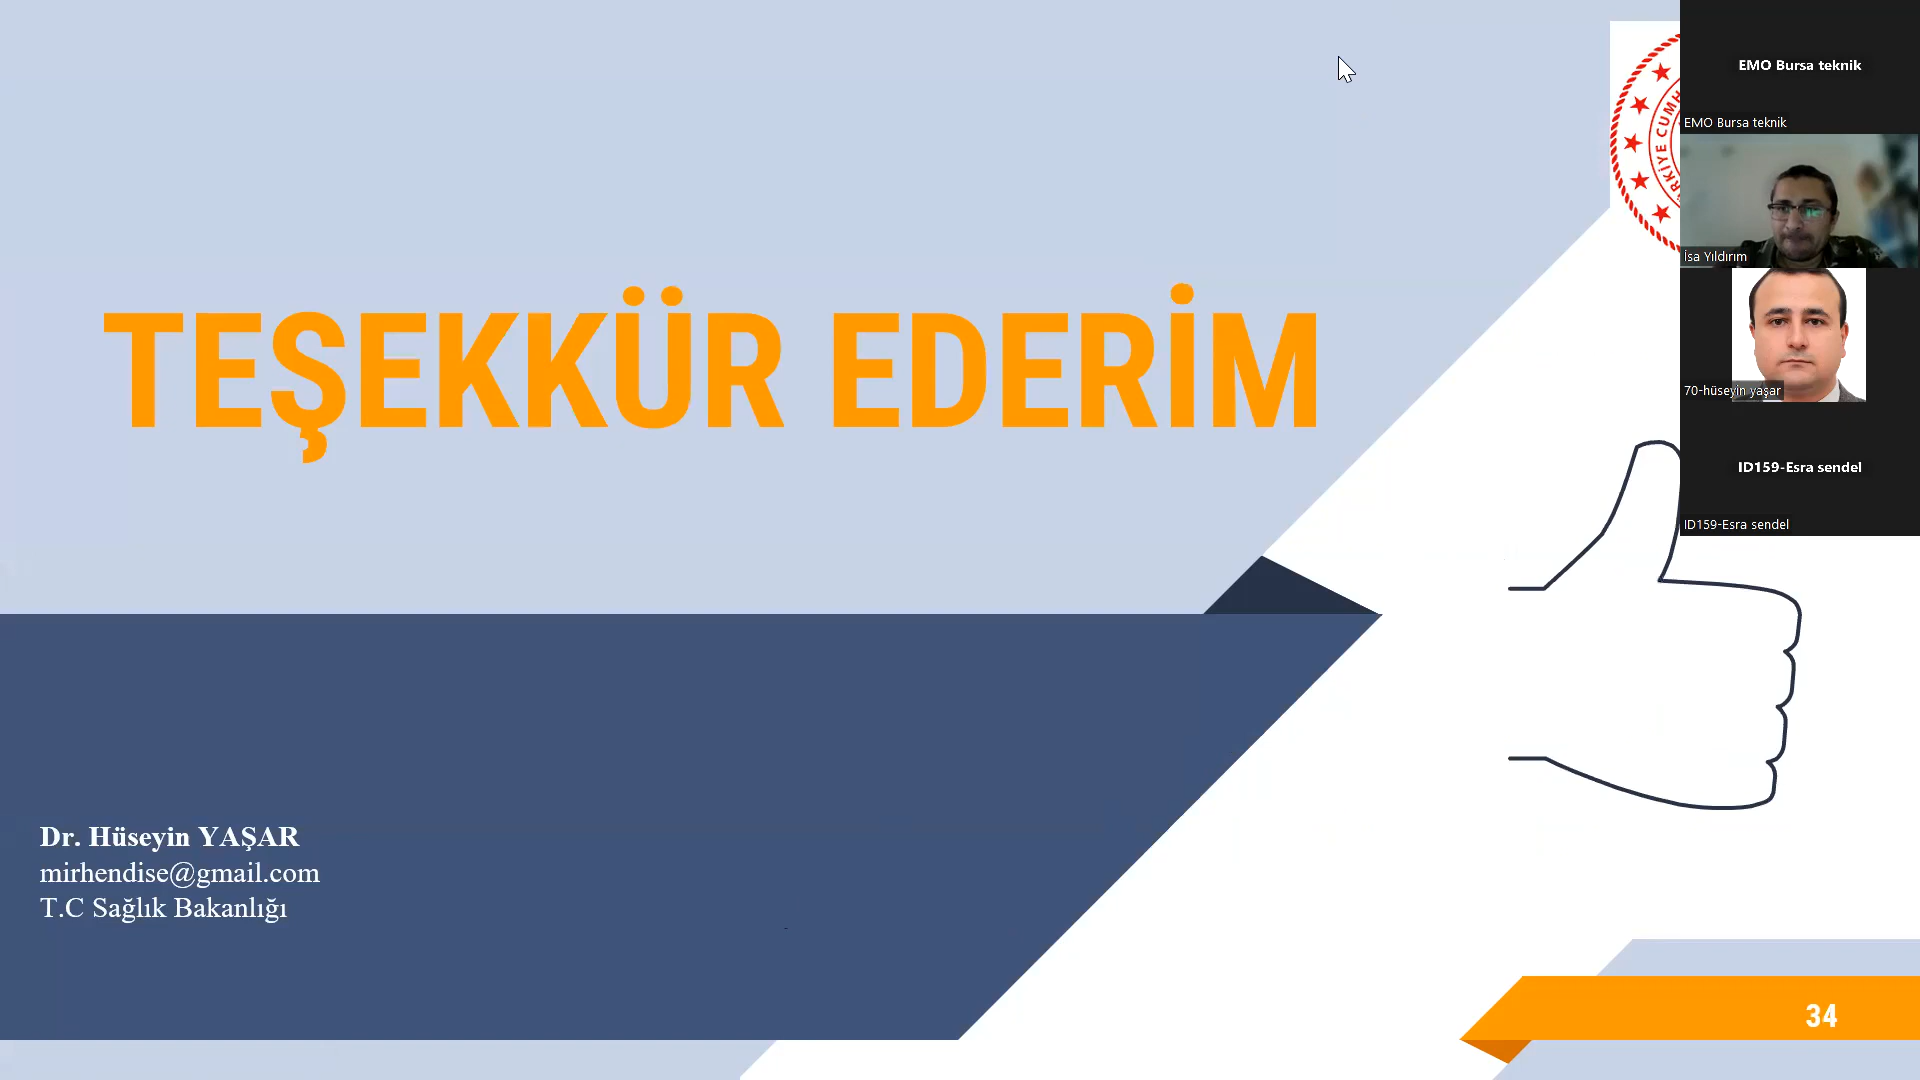 TEŞEKKÜR EDERİM
Dr. Hüseyin YAŞAR
mirhendise@gmail.com
T.C Sağlık Bakanlığı
34
EMO Bursa teknik
EMO Bursa teknik
İsa Yıldırım
70-hüseyin yaşar
ID159-Esra sendel
ID159-Esra sendel